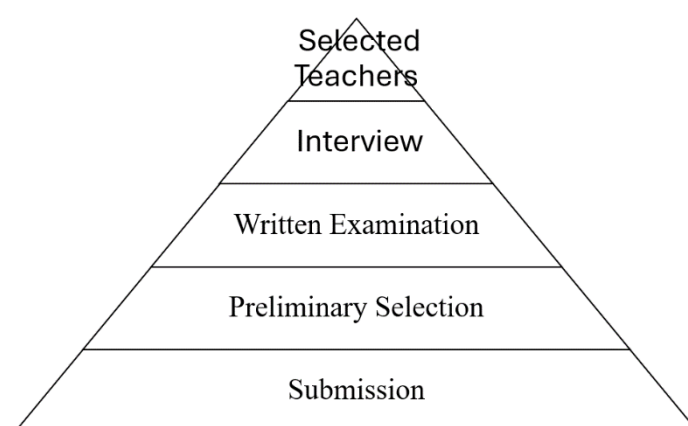 Selected
Teachers
Interview
Written Examination
Preliminary Selection
Submission